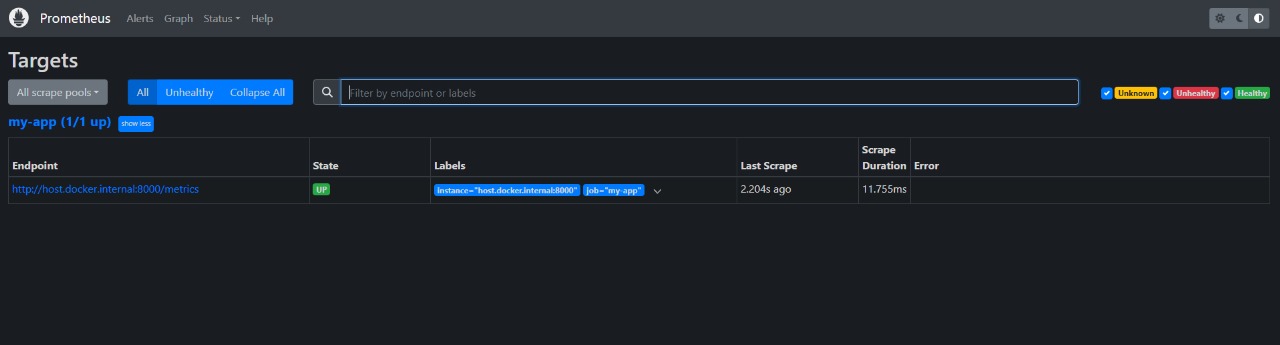 Prometheus Alerts Graph Status Help
Targets
All scrape pools All Unhealthy Collapse All Filter by endpoint or labels Unknown Unhealthy Healthy
my-app (1/1 up) show less
Endpoint State Labels Last Scrape Scrape Duration Error
http://host.docker.internal:8000/metrics UP instance="host.docker.internal:8000" job="my-app" 2.204s ago 11.755ms